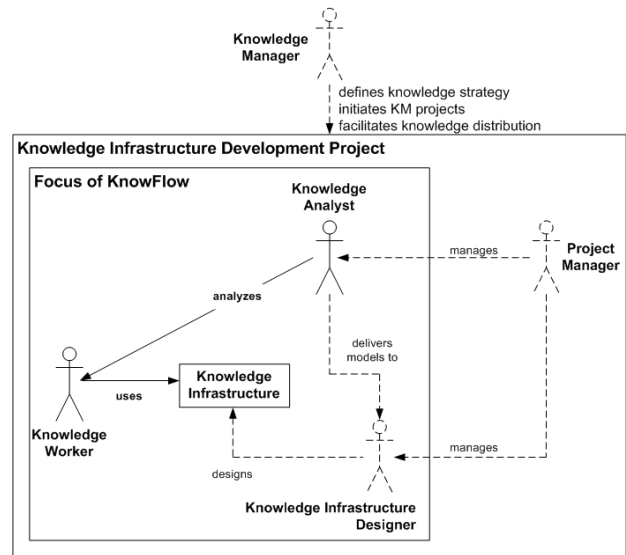 Knowledge
Manager
defines knowledge strategy
initiates KM projects
facilitates knowledge distribution
Knowledge Infrastructure Development Project
Focus of KnowFlow
Knowledge
Analyst
manages
Project
Manager
analyzes
delivers
models to
Knowledge
Infrastructure
uses
Knowledge
Worker
designs
manages
Knowledge Infrastructure
Designer